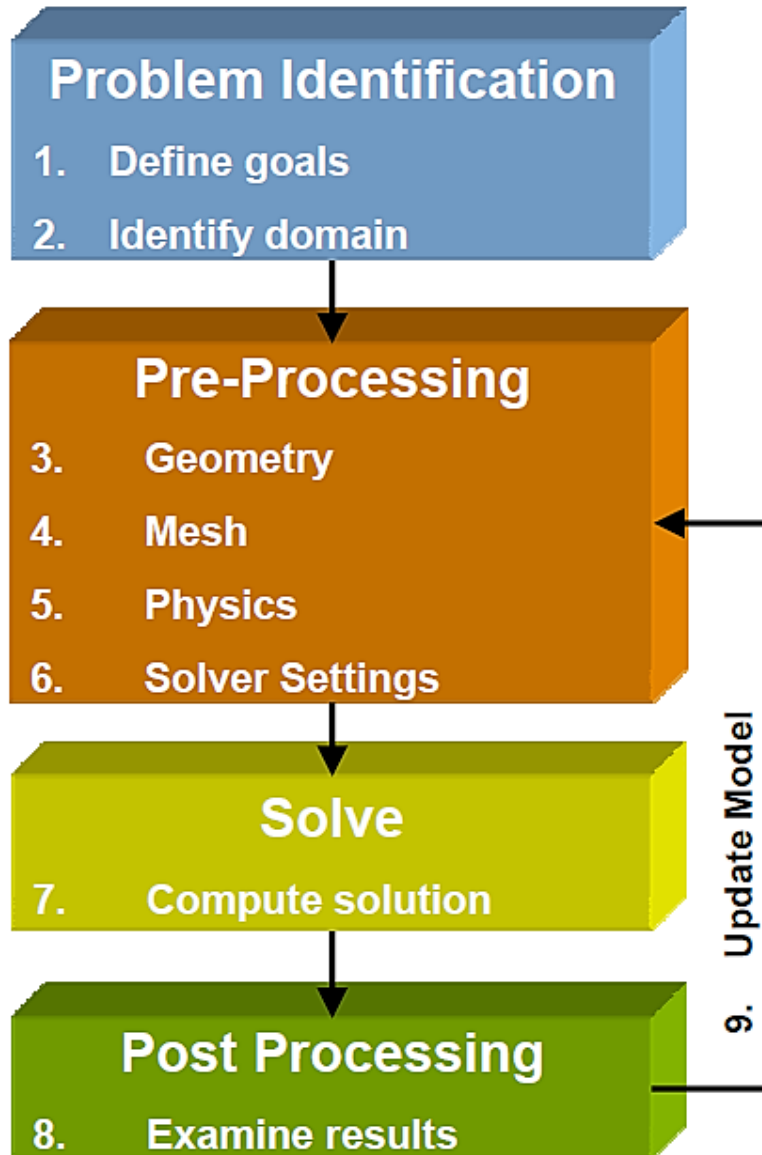 Problem Identification
1. Define goals
2. Identify domain
Pre-Processing
3. Geometry
4. Mesh
5. Physics
6. Solver Settings
Solve
7. Compute solution
Post Processing
8. Examine results
9. Update Model